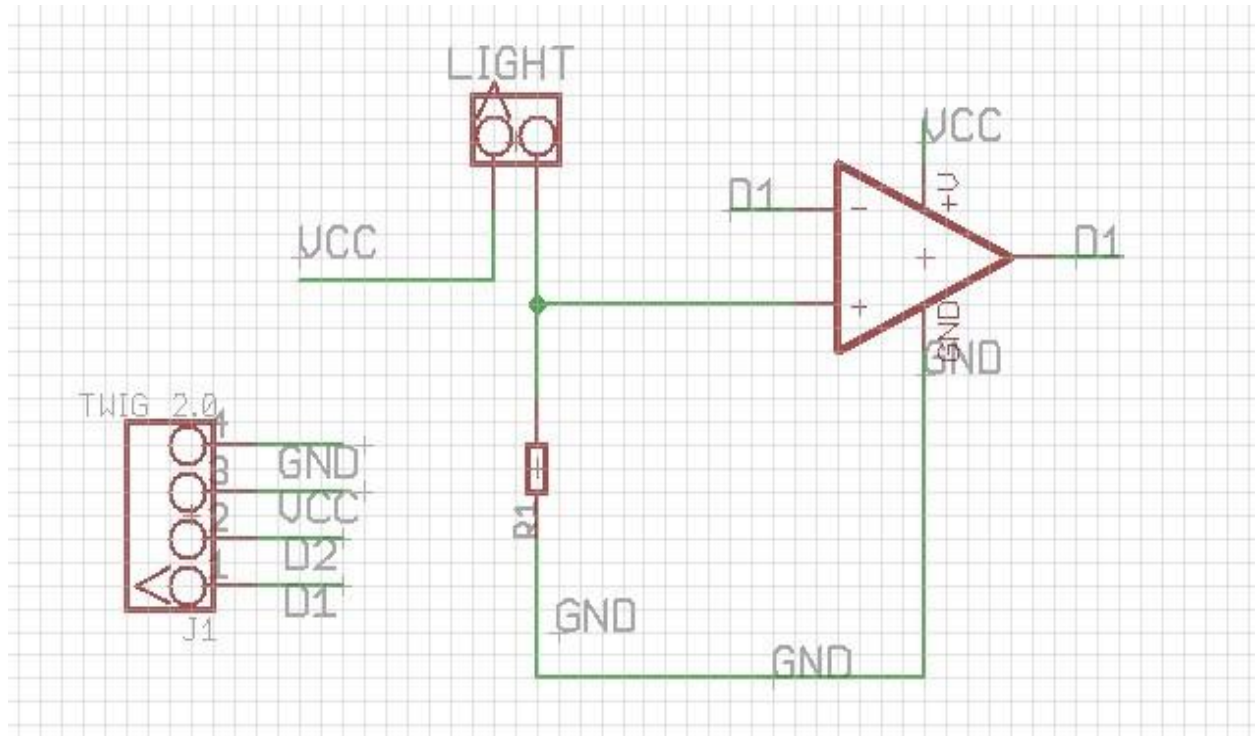 LIGHT
A
VCC
D1
-
+V
VCC
D1
+
GND
GND
TWIG 2.0
4
GND
3
VCC
2
D2
1
D1
J1
R1
GND
GND